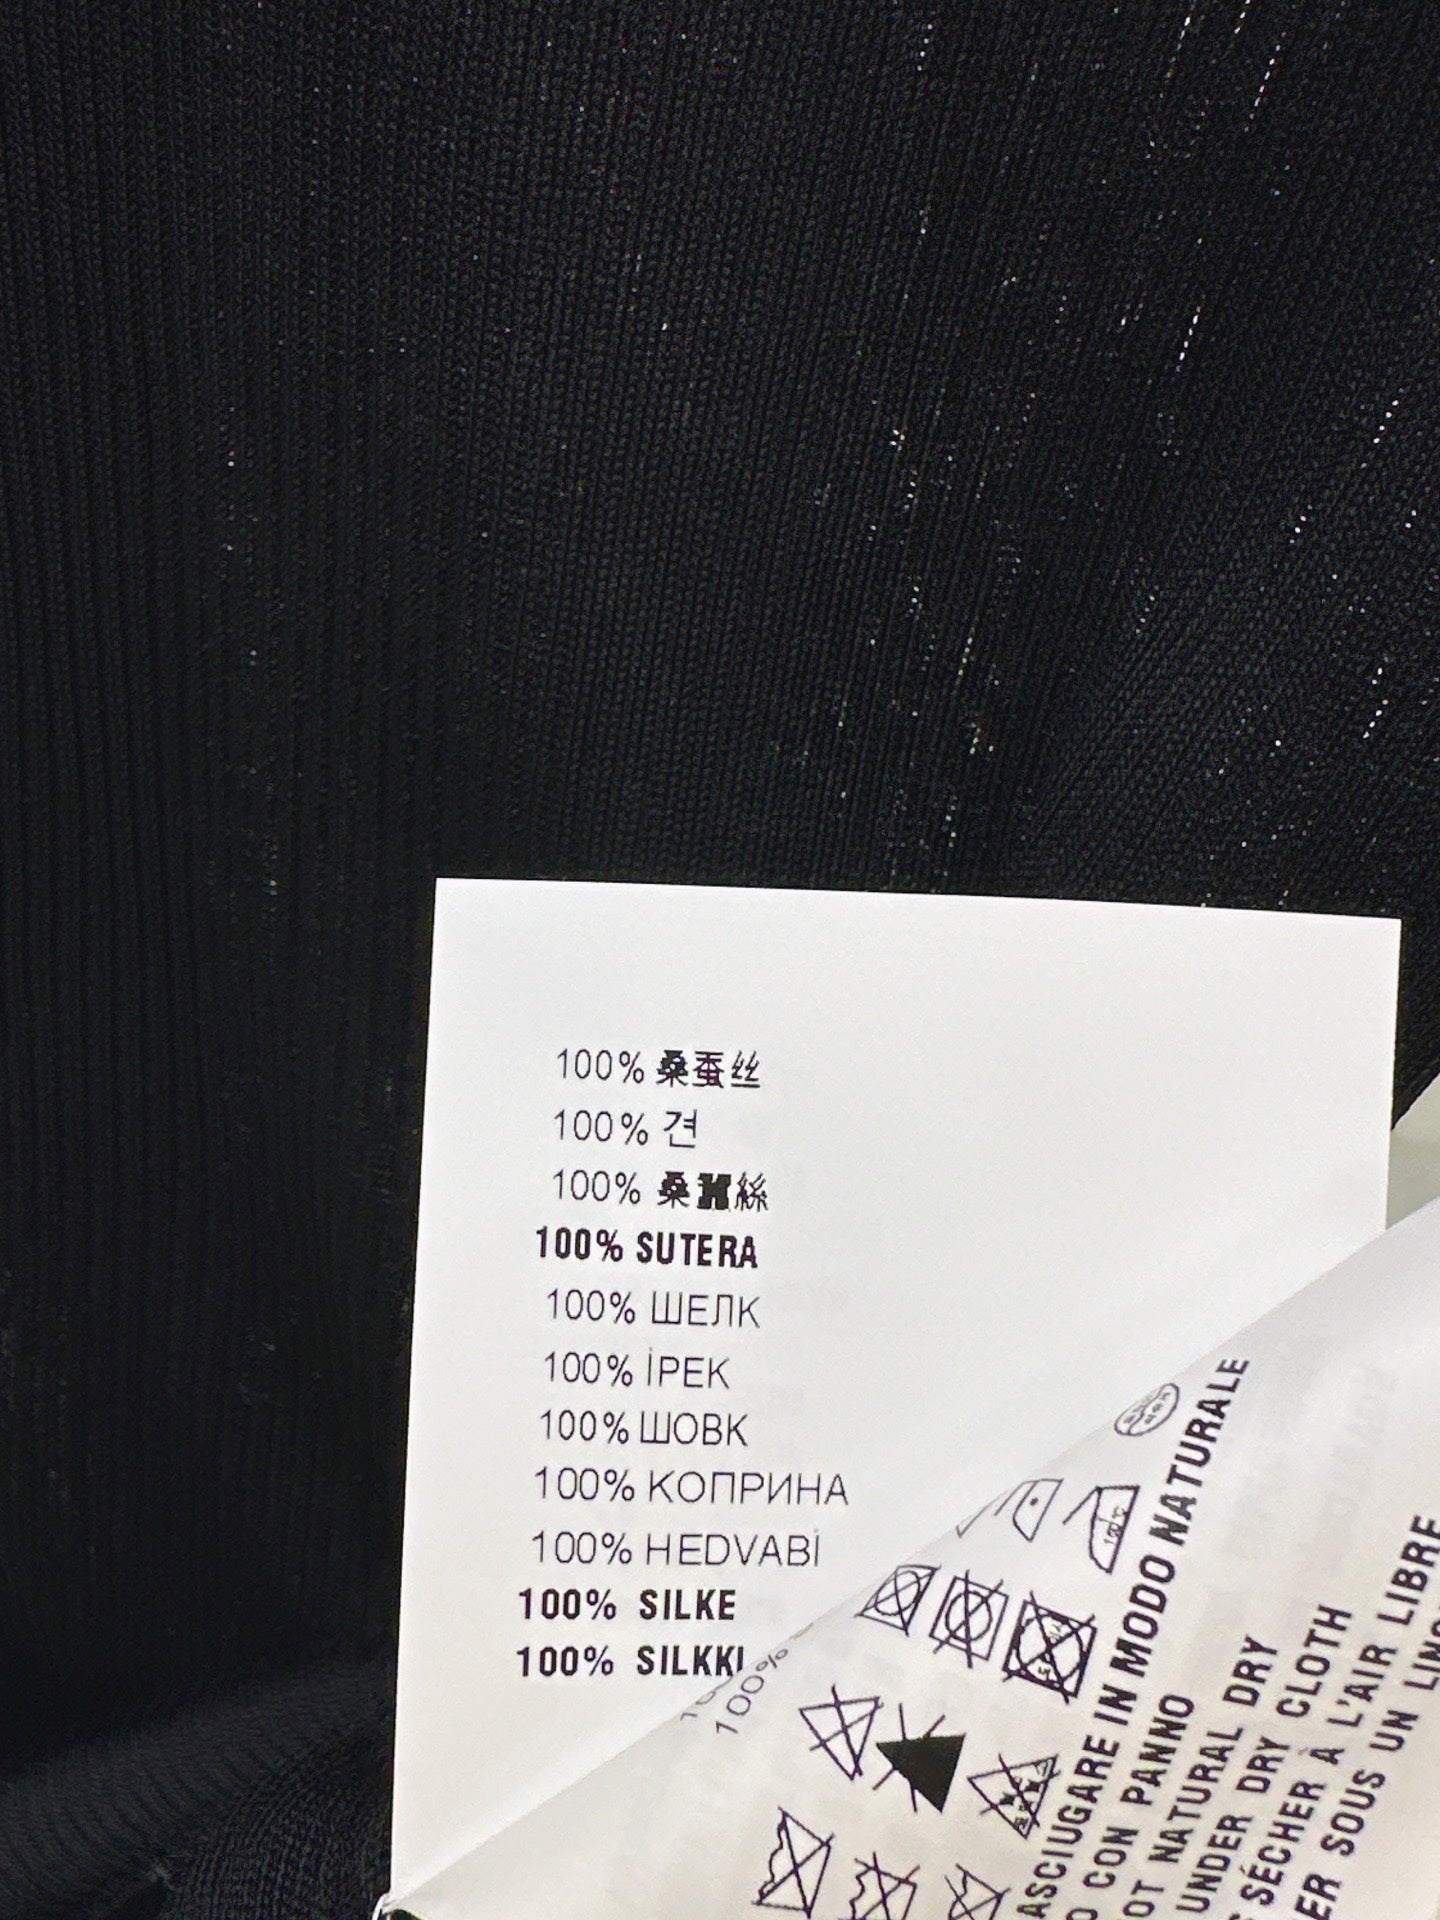 100% 桑蚕丝
100% 견
100% 桑絲
100% SUTERA
100% ШЕЛК
100% İPEK
100% ШОВК
100% КОПРИНА
100% HEDVABİ
100% SILKE
100% SILKKI
100%
ASCIUGARE IN MODO NATURALE
CON PANNO
NATURAL DRY
UNDER DRY CLOTH
SÉCHER À L'AIR LIBRE
SOUS UN